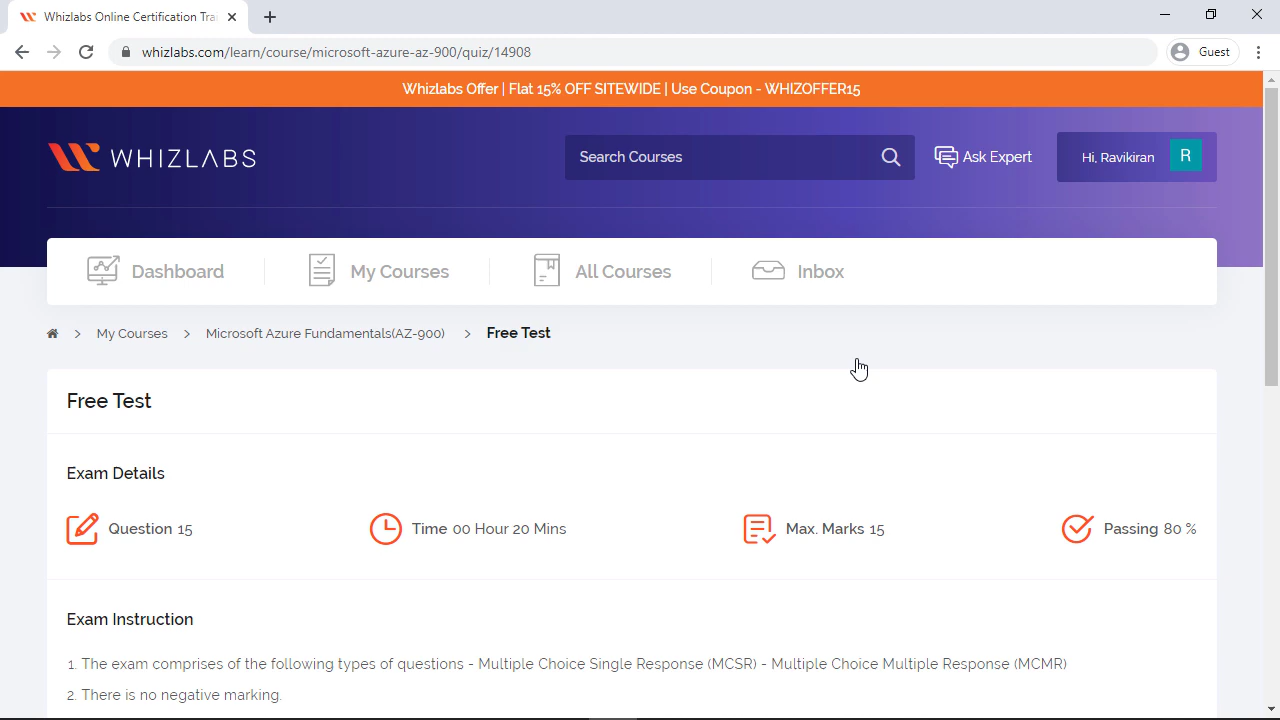 Whizlabs Online Certification Trai
whizlabs.com/learn/course/microsoft-azure-az-900/quiz/14908
Guest
Whizlabs Offer | Flat 15% OFF SITEWIDE | Use Coupon - WHIZOFFER15
WHIZLABS
Search Courses
Ask Expert
Hi, Ravikiran
R
Dashboard
My Courses
All Courses
Inbox
> My Courses > Microsoft Azure Fundamentals(AZ-900) > Free Test
Free Test
Exam Details
Question 15
Time 00 Hour 20 Mins
Max. Marks 15
Passing 80 %
Exam Instruction
1. The exam comprises of the following types of questions - Multiple Choice Single Response (MCSR) - Multiple Choice Multiple Response (MCMR)
2. There is no negative marking.